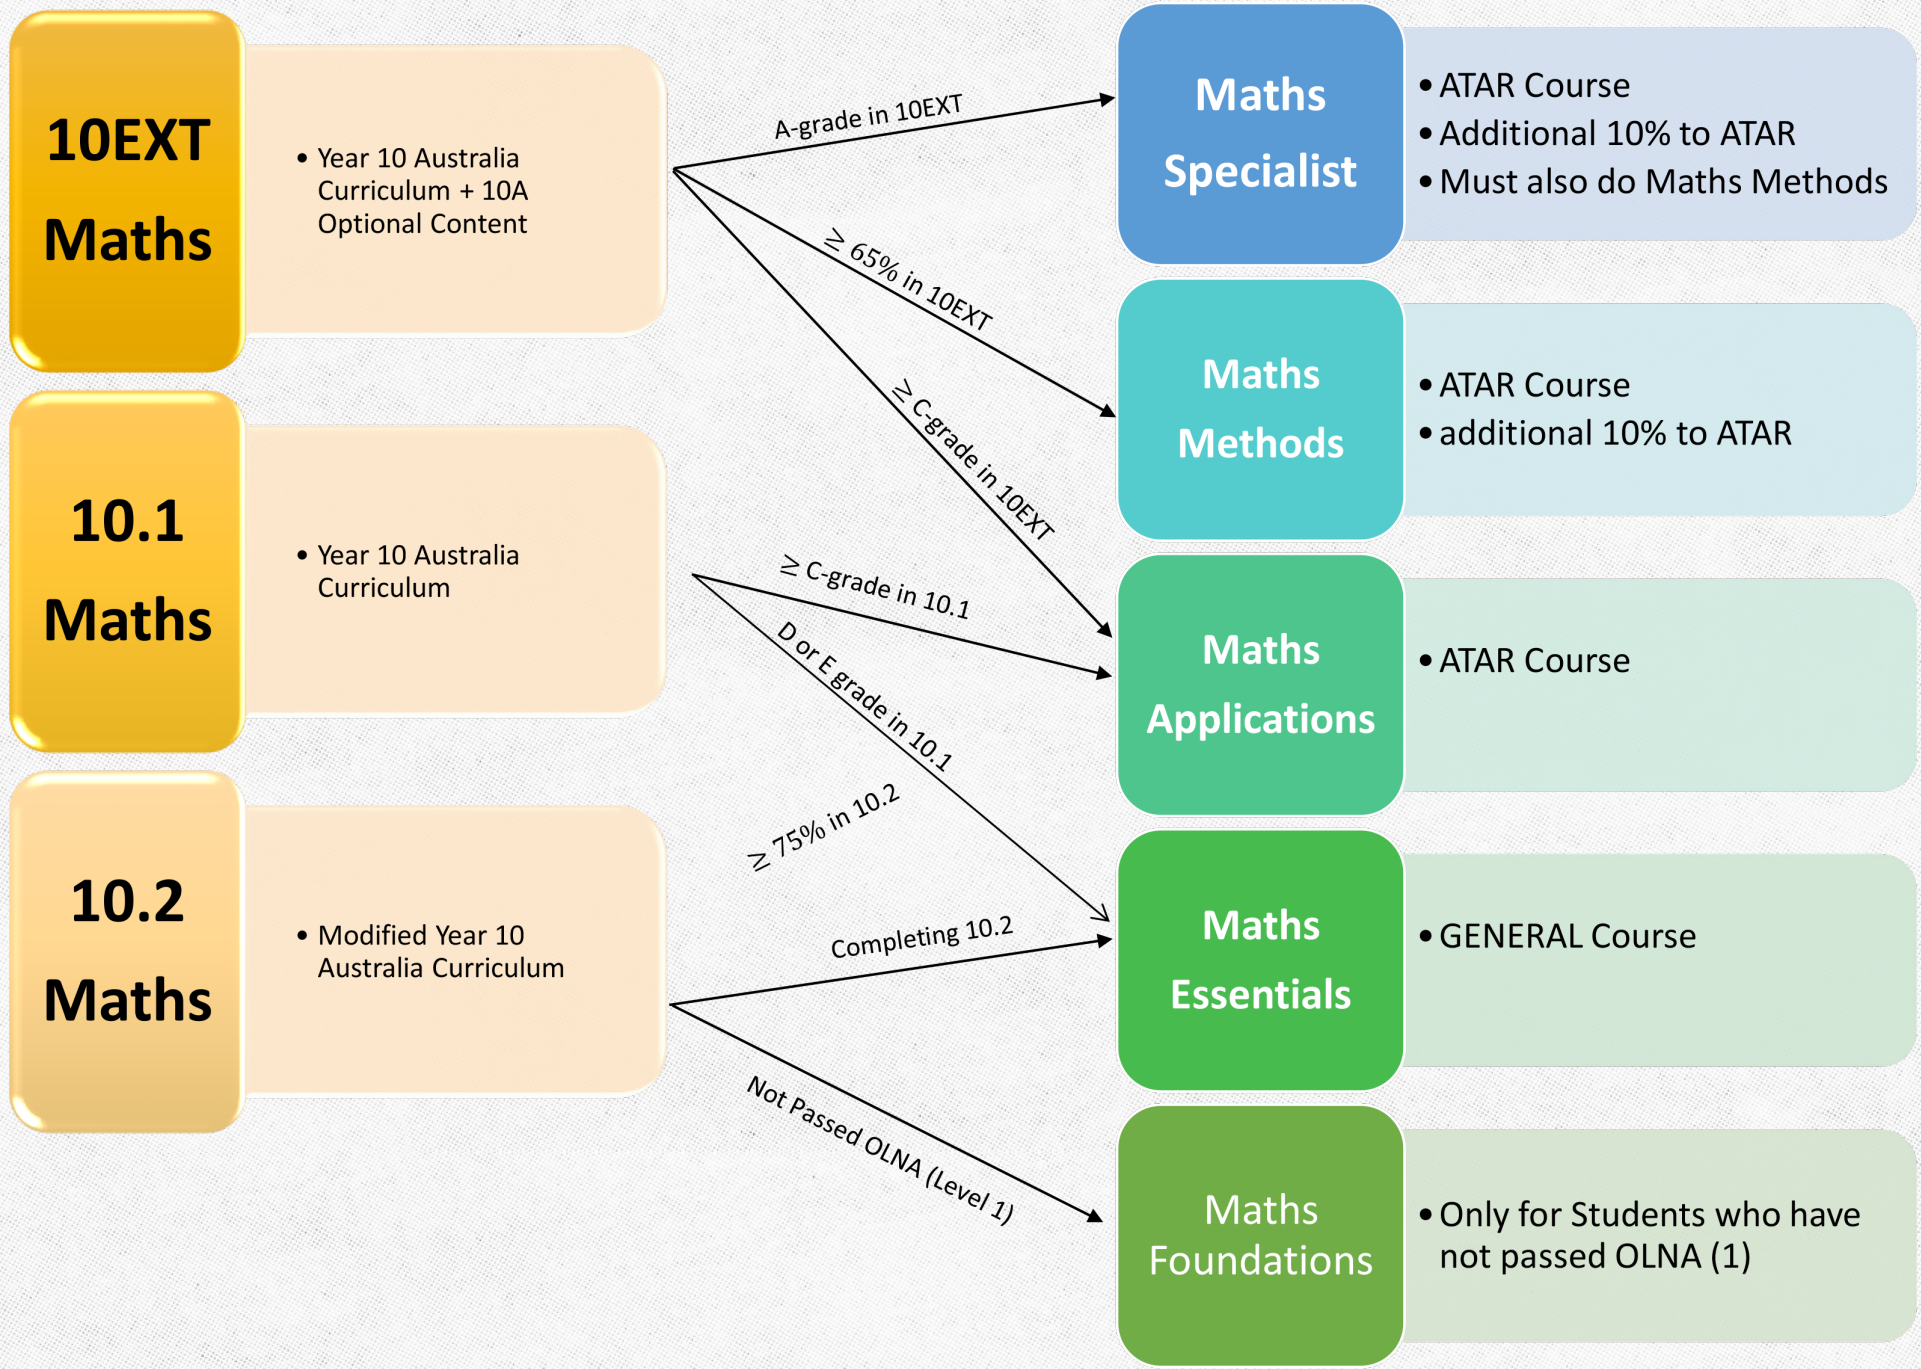 10EXT
Maths
• Year 10 Australia
Curriculum + 10A
Optional Content
10.1
Maths
• Year 10 Australia
Curriculum
10.2
Maths
• Modified Year 10
Australia Curriculum
A-grade in 10EXT
≥ 65% in 10EXT
≥ C-grade in 10EXT
≥ C-grade in 10.1
D or E grade in 10.1
≥ 75% in 10.2
Completing 10.2
Not Passed OLNA (Level 1)
Maths
Specialist
• ATAR Course
• Additional 10% to ATAR
• Must also do Maths Methods
Maths
Methods
• ATAR Course
• additional 10% to ATAR
Maths
Applications
• ATAR Course
Maths
Essentials
• GENERAL Course
Maths
Foundations
• Only for Students who have
not passed OLNA (1)